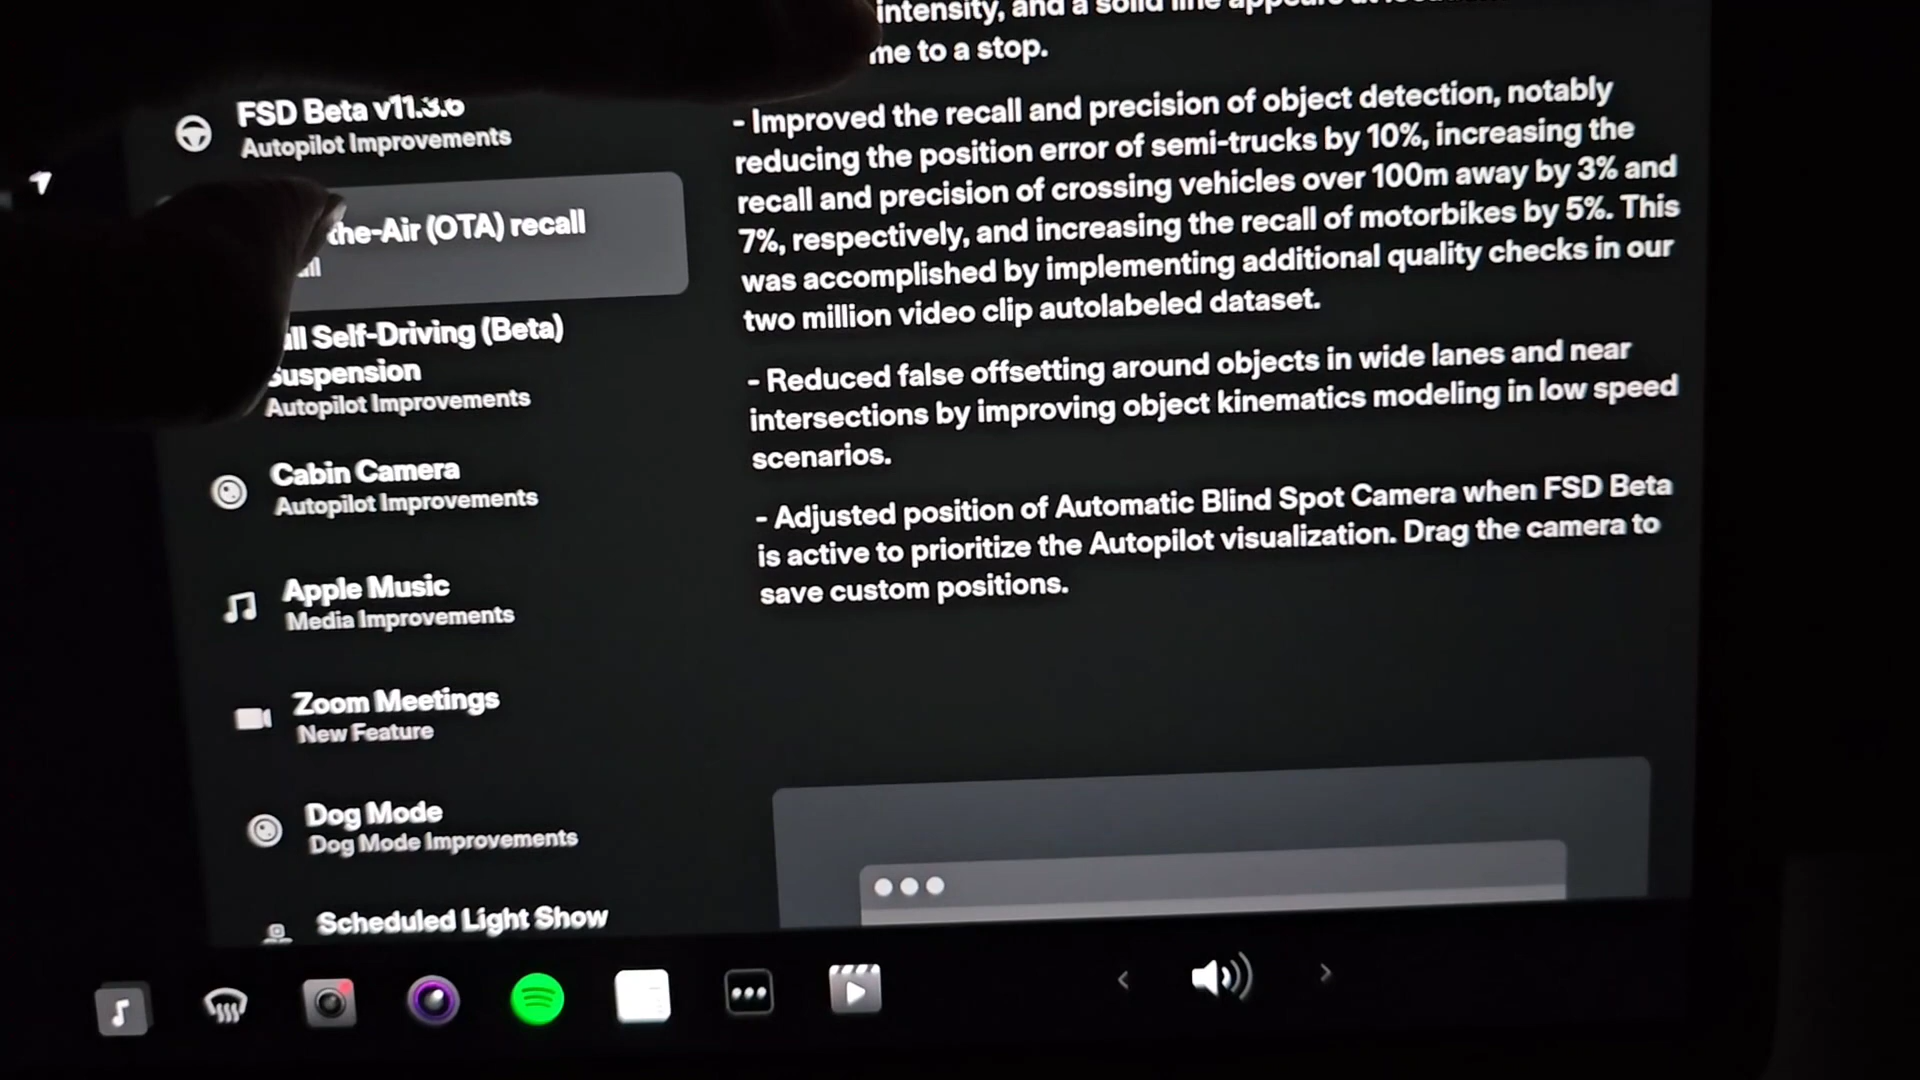 FSD Beta v11.3.6
Autopilot Improvements
the-Air (OTA) recall
Self-Driving (Beta)
Suspension
Autopilot Improvements
Cabin Camera
Autopilot Improvements
Apple Music
Media Improvements
Zoom Meetings
New Feature
Dog Mode
Dog Mode Improvements
Scheduled Light Show
intensity, and a solid line appears at
to a stop.
- Improved the recall and precision of object detection, notably
reducing the position error of semi-trucks by 10%, increasing the
recall and precision of crossing vehicles over 100m away by 3% and
7%, respectively, and increasing the recall of motorbikes by 5%. This
was accomplished by implementing additional quality checks in our
two million video clip autolabeled dataset.
- Reduced false offsetting around objects in wide lanes and near
intersections by improving object kinematics modeling in low speed
scenarios.
- Adjusted position of Automatic Blind Spot Camera when FSD Beta
is active to prioritize the Autopilot visualization. Drag the camera to
save custom positions.